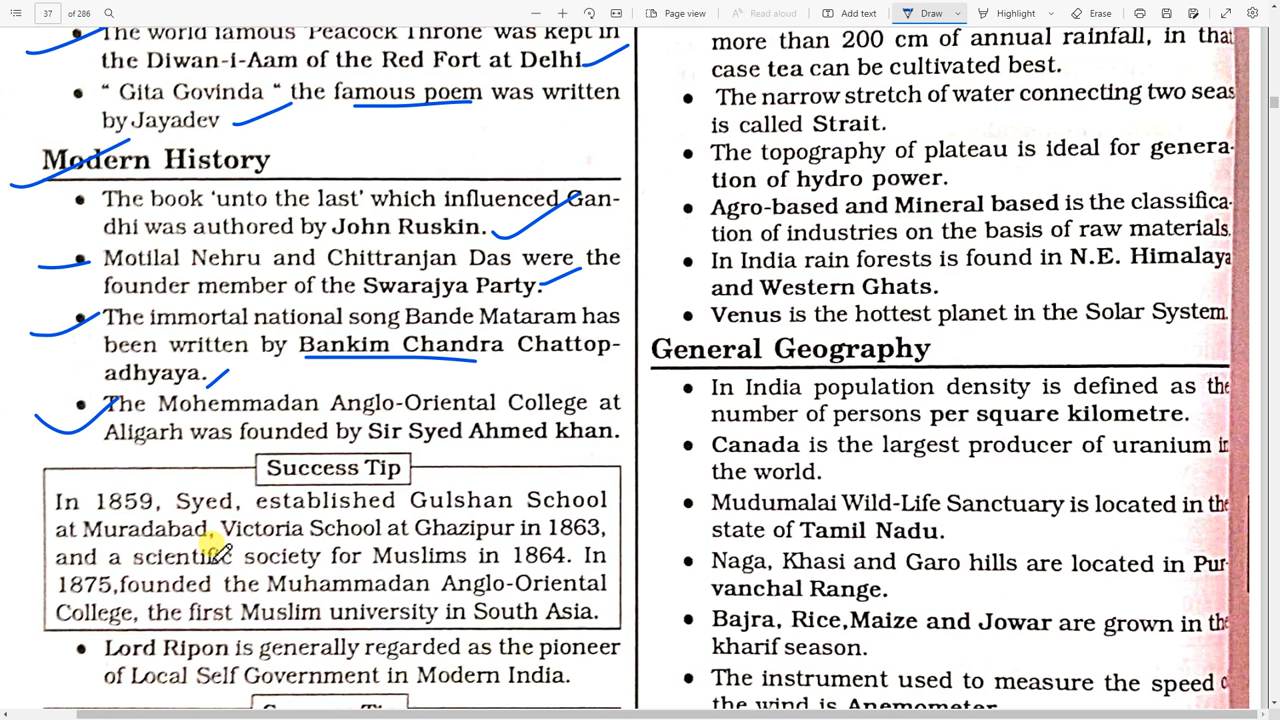 37 of 286
Page view
Read aloud
Add text
Draw
Highlight
Erase
The world famous 'Peacock Throne' was kept in
the Diwan-i-Aam of the Red Fort at Delhi.
“ Gita Govinda “ the famous poem was written
by Jayadev
Modern History
The book 'unto the last' which influenced Gan-
dhi was authored by John Ruskin.
Motilal Nehru and Chittranjan Das were the
founder member of the Swarajya Party.
The immortal national song Bande Mataram has
been written by Bankim Chandra Chattop-
adhyaya.
The Mohemmadan Anglo-Oriental College at
Aligarh was founded by Sir Syed Ahmed khan.
Success Tip
In 1859, Syed, established Gulshan School
at Muradabad, Victoria School at Ghazipur in 1863,
and a scientific society for Muslims in 1864. In
1875,founded the Muhammadan Anglo-Oriental
College, the first Muslim university in South Asia.
Lord Ripon is generally regarded as the pioneer
of Local Self Government in Modern India.
more than 200 cm of annual rainfall, in that
case tea can be cultivated best.
The narrow stretch of water connecting two seas
is called Strait.
The topography of plateau is ideal for genera-
tion of hydro power.
Agro-based and Mineral based is the classifica-
tion of industries on the basis of raw materials.
In India rain forests is found in N.E. Himalaya
and Western Ghats.
Venus is the hottest planet in the Solar System.
General Geography
In India population density is defined as the
number of persons per square kilometre.
Canada is the largest producer of uranium in
the world.
Mudumalai Wild-Life Sanctuary is located in the
state of Tamil Nadu.
Naga, Khasi and Garo hills are located in Pur-
vanchal Range.
Bajra, Rice,Maize and Jowar are grown in the
kharif season.
The instrument used to measure the speed
the wind is Anemometer